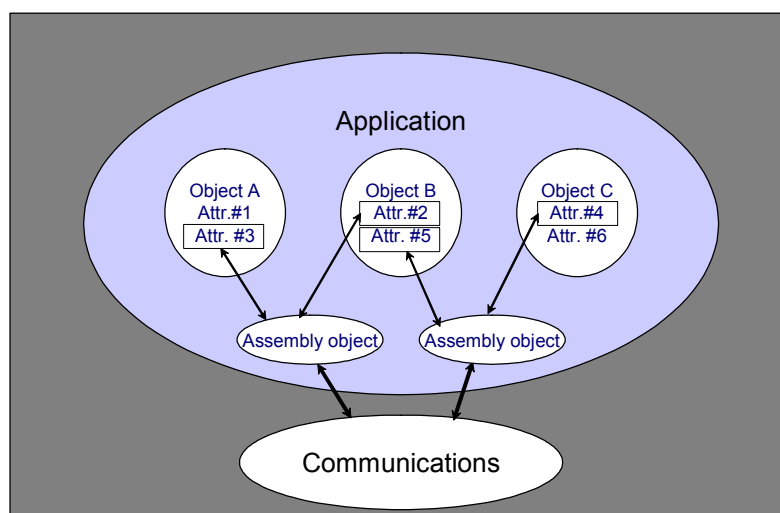 Application
Object A
Attr.#1
Attr. #3
Object B
Attr.#2
Attr. #5
Object C
Attr.#4
Attr. #6
Assembly object
Assembly object
Communications